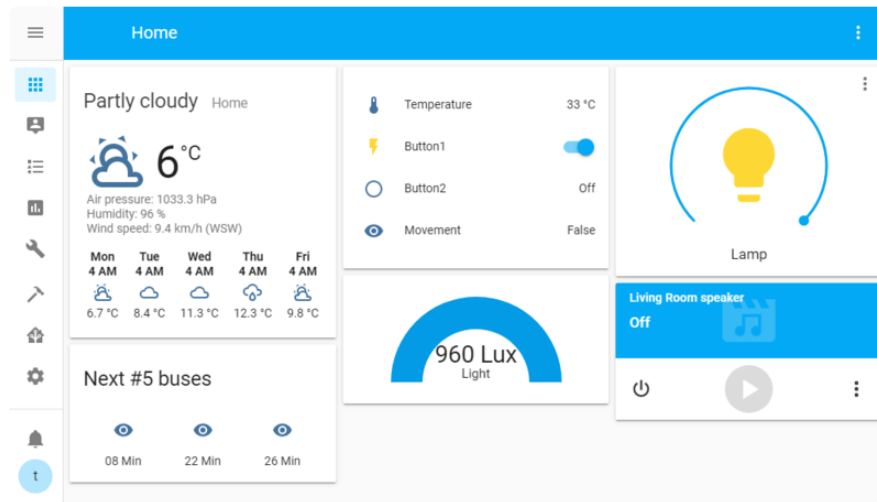 Home
Partly cloudy Home
6 °C
Air pressure: 1033.3 hPa
Humidity: 96 %
Wind speed: 9.4 km/h (WSW)
Mon Tue Wed Thu Fri
4 AM 4 AM 4 AM 4 AM 4 AM
6.7 °C 8.4 °C 11.3 °C 12.3 °C 9.8 °C
Next #5 buses
08 Min 22 Min 26 Min
Temperature 33 °C
Button1
Button2 Off
Movement False
960 Lux
Light
Lamp
Living Room speaker
Off
t